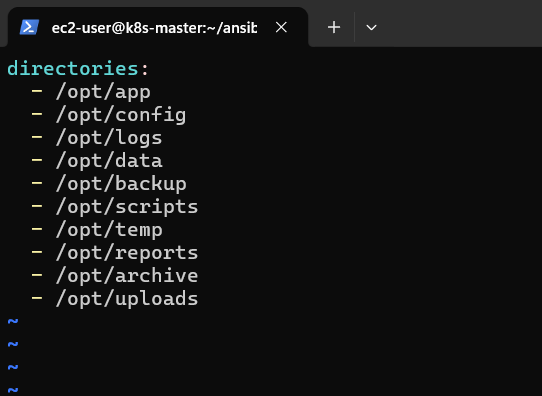 ec2-user@k8s-master:~/ansib
directories:
  - /opt/app
  - /opt/config
  - /opt/logs
  - /opt/data
  - /opt/backup
  - /opt/scripts
  - /opt/temp
  - /opt/reports
  - /opt/archive
  - /opt/uploads
~
~
~
~